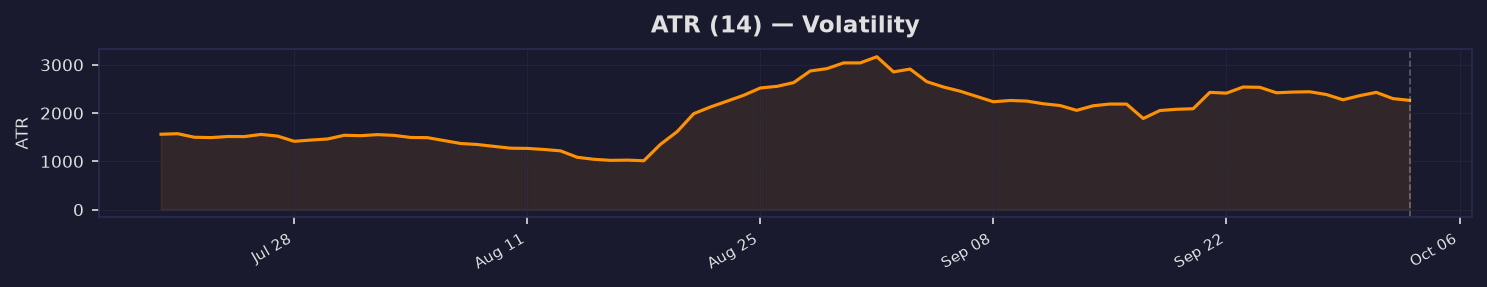 ATR (14) — Volatility
ATR
3000
2000
1000
0
Jul 28
Aug 11
Aug 25
Sep 08
Sep 22
Oct 06